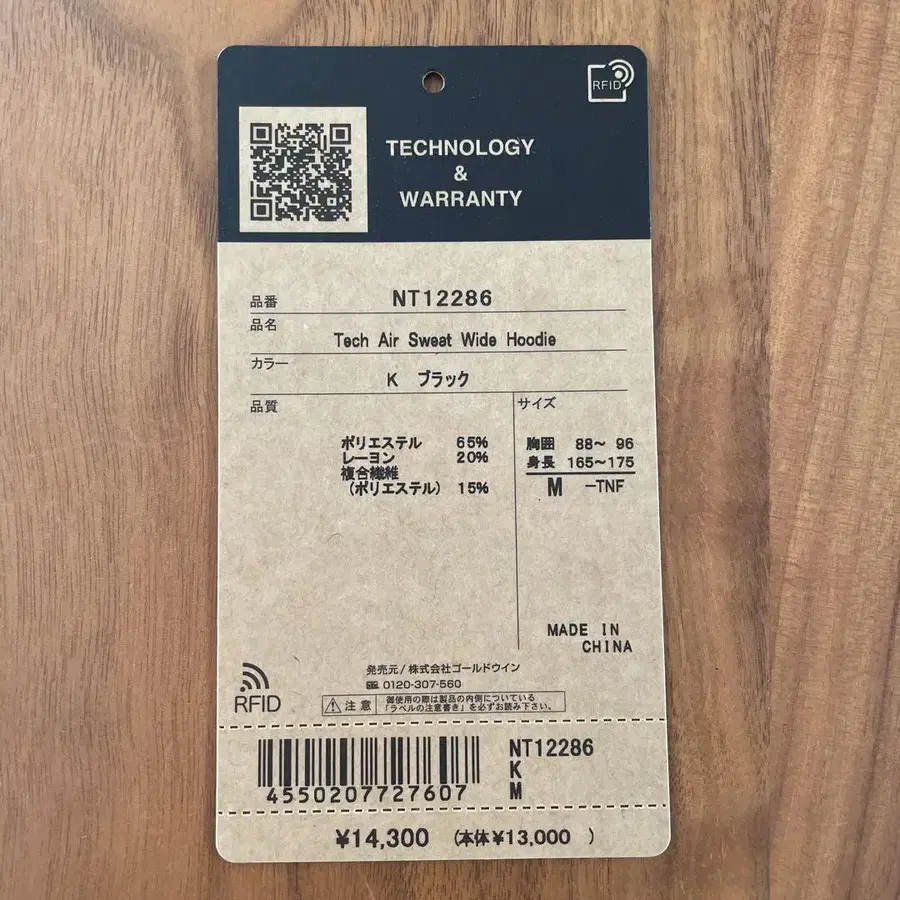 RFID
TECHNOLOGY
&
WARRANTY
品番 NT12286
品名
Tech Air Sweat Wide Hoodie
カラー
K ブラック
品質
ポリエステル 65%
レーヨン 20%
複合繊維
(ポリエステル) 15%
サイズ
胸囲 88〜 96
身長 165〜175
M -TNF
MADE IN
CHINA
RFID
発売元/株式会社ゴールドウイン
0120-307-560
注意
御使用の際は製品の内側についている
「ラベルの注意書き」を必ずお読み下さい。
4550207727607
NT12286
K
M
¥14,300 (本体¥13,000 )